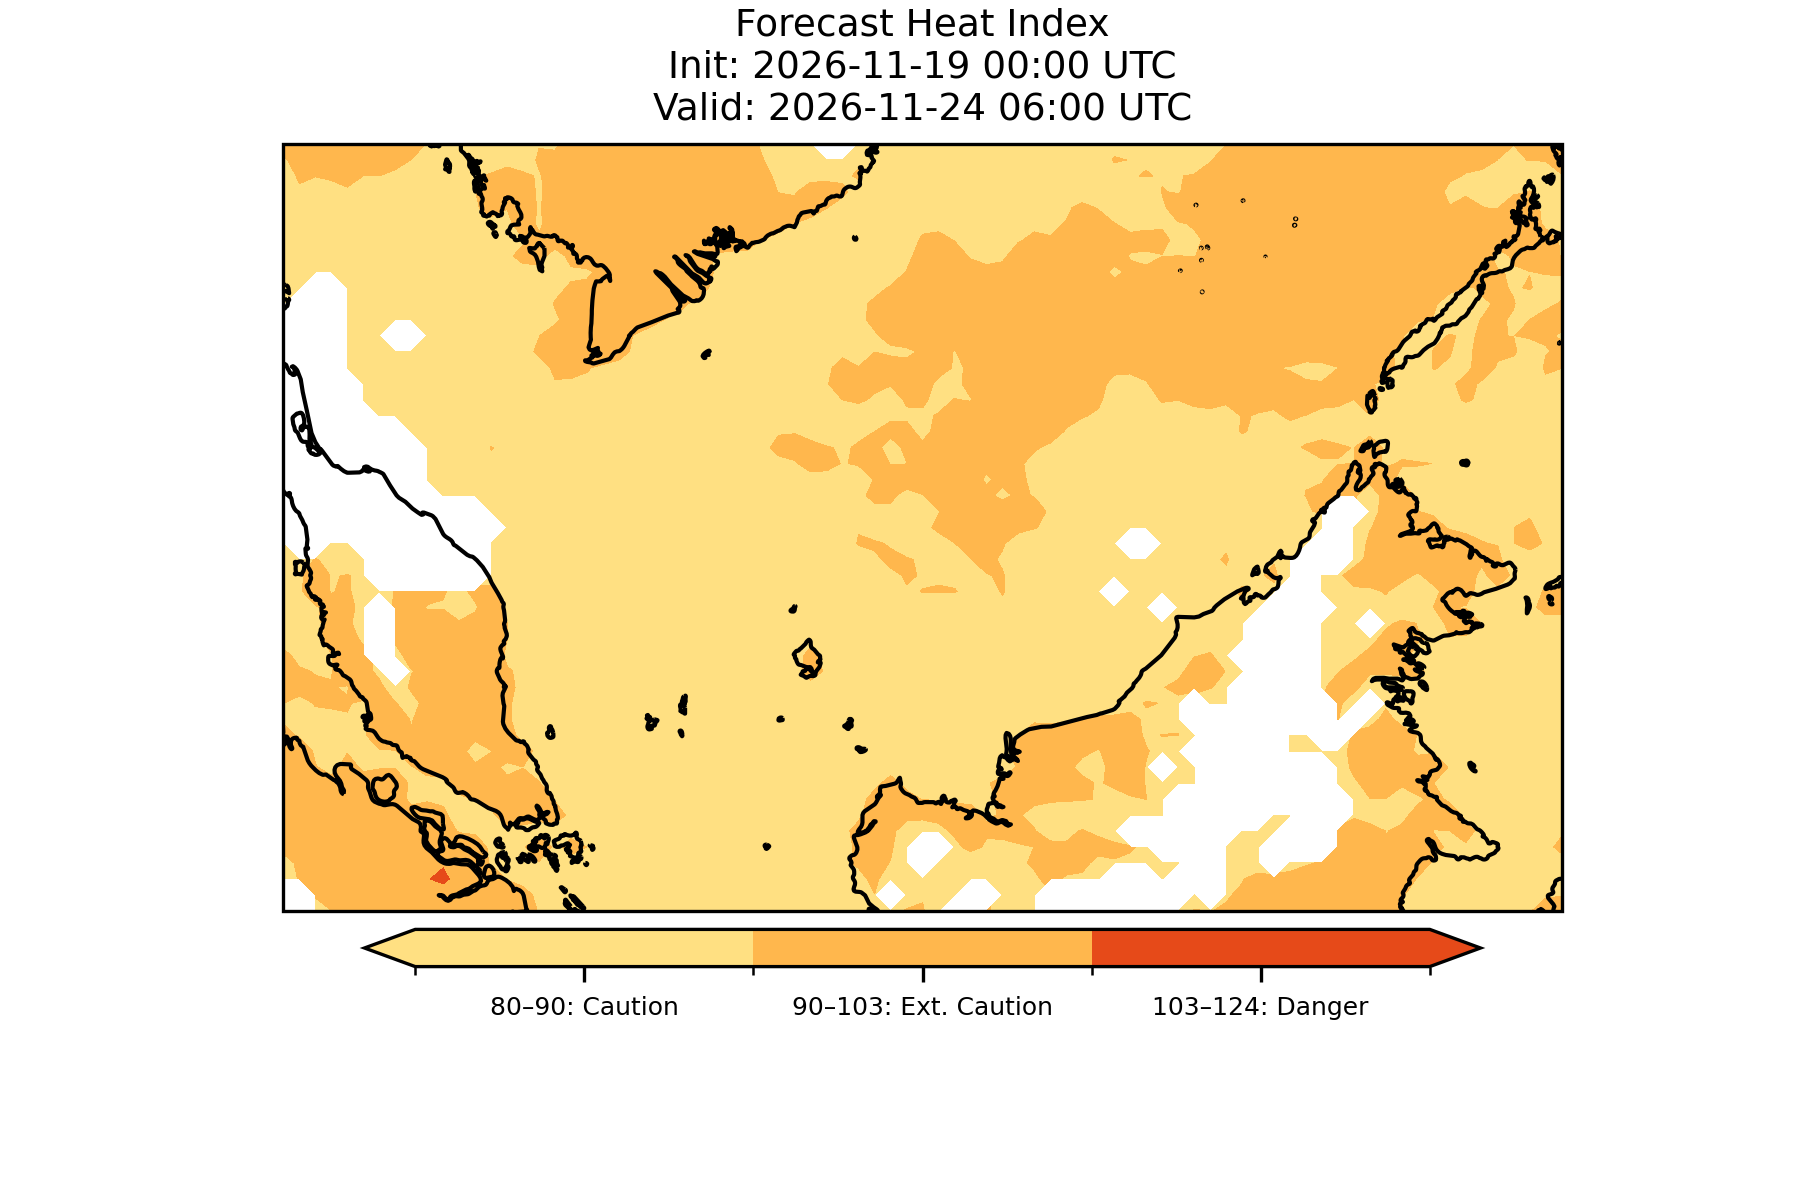 Forecast Heat Index
Init: 2026-11-19 00:00 UTC
Valid: 2026-11-24 06:00 UTC
80–90: Caution
90–103: Ext. Caution
103–124: Danger